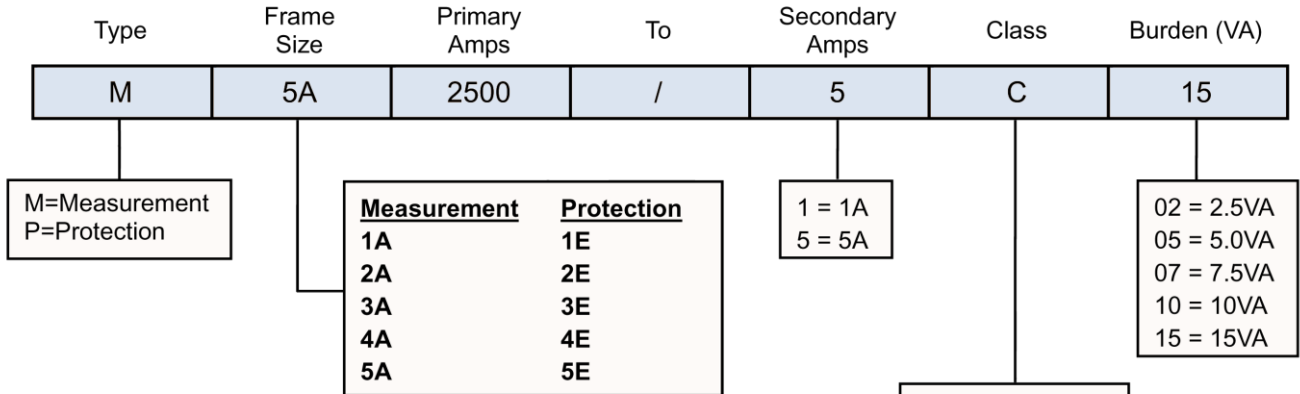 Type Frame Size Primary Amps To Secondary Amps Class Burden (VA)
M 5A 2500 / 5 C 15
M=Measurement
P=Protection
Measurement Protection
1A 1E
2A 2E
3A 3E
4A 4E
5A 5E
1 = 1A
5 = 5A
02 = 2.5VA
05 = 5.0VA
07 = 7.5VA
10 = 10VA
15 = 15VA